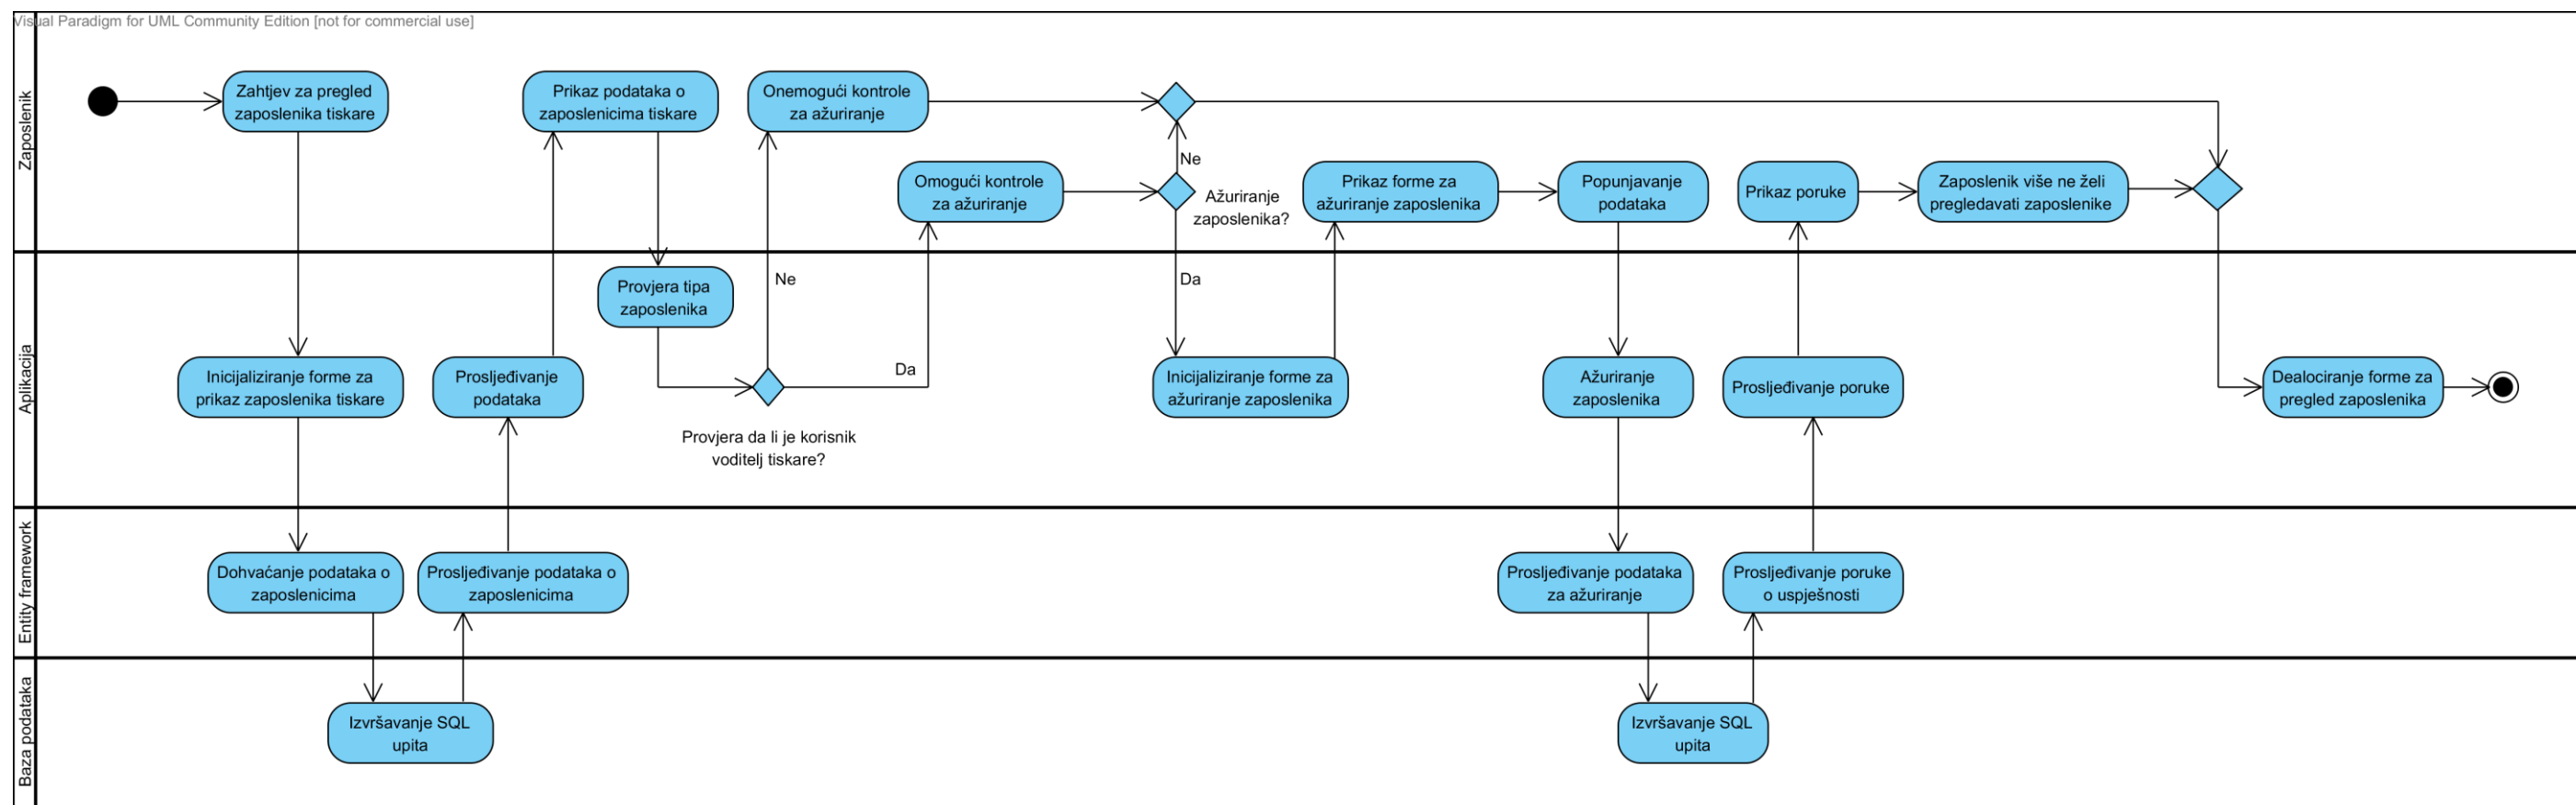 Visual Paradigm for UML Community Edition [not for commercial use]
Zaposlenik
Zahtjev za pregled
zaposlenika tiskare
Prikaz podataka o
zaposlenicima tiskare
Onemogući kontrole
za ažuriranje
Omogući kontrole
za ažuriranje
Ne
Ažuriranje
zaposlenika?
Prikaz forme za
ažuriranje zaposlenika
Popunjavanje
podataka
Prikaz poruke
Zaposlenik više ne želi
pregledavati zaposlenike
Aplikacija
Provjera tipa
zaposlenika
Ne
Da
Da
Inicijaliziranje forme za
prikaz zaposlenika tiskare
Prosljeđivanje
podataka
Provjera da li je korisnik
voditelj tiskare?
Inicijaliziranje forme za
ažuriranje zaposlenika
Ažuriranje
zaposlenika
Prosljeđivanje poruke
Dealociranje forme za
pregled zaposlenika
Entity framework
Dohvaćanje podataka o
zaposlenicima
Prosljeđivanje podataka o
zaposlenicima
Prosljeđivanje podataka
za ažuriranje
Prosljeđivanje poruke
o uspješnosti
Baza podataka
Izvršavanje SQL
upita
Izvršavanje SQL
upita